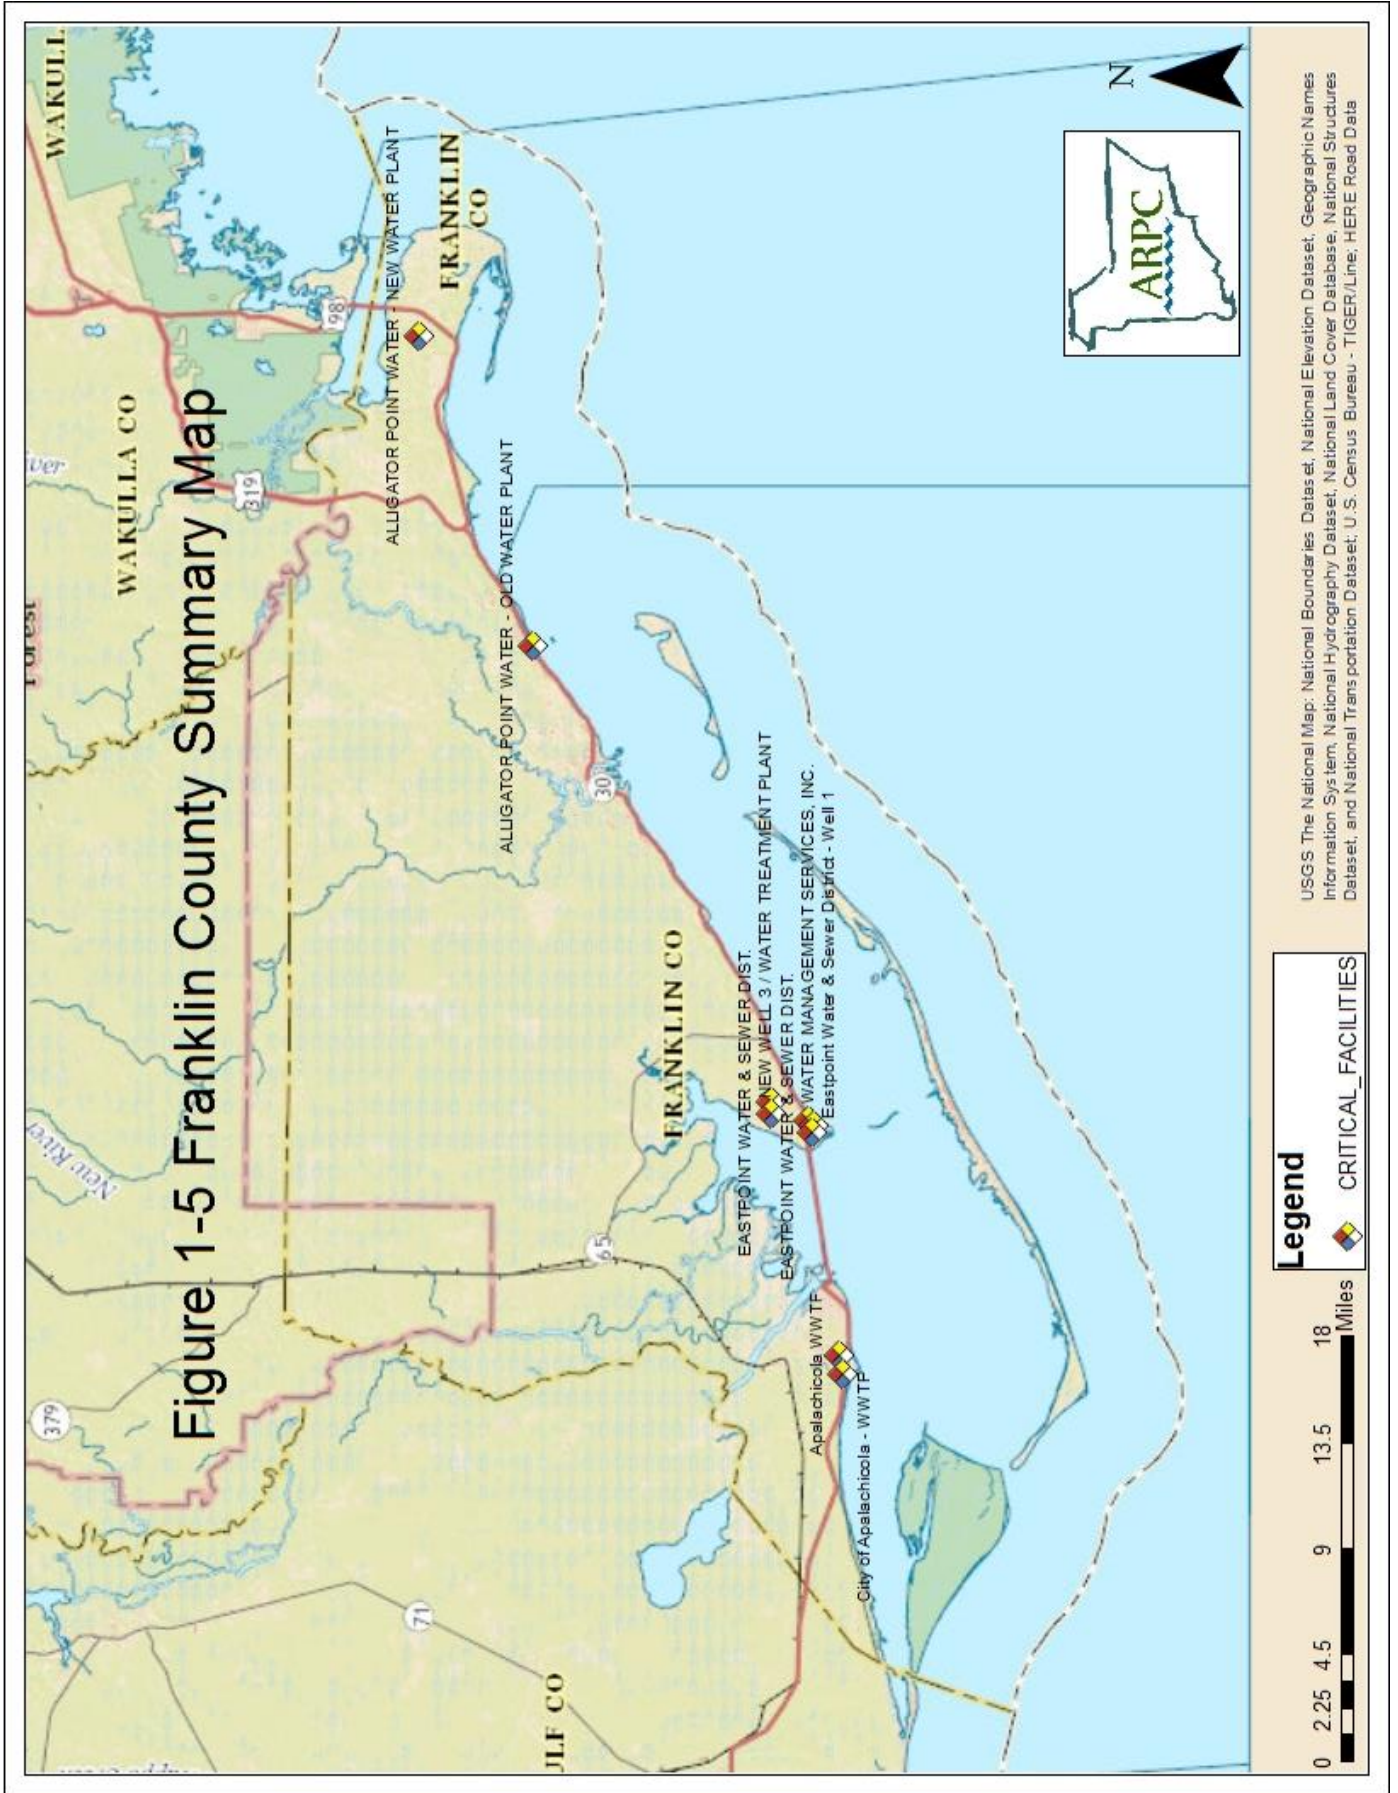 Figure 1-5 Franklin County Summary Map
WAKULL
WAKULLA CO
FRANKLIN
CO
FRANKLIN CO
New River
379
319
98
65
30
71
ALLIGATOR POINT WATER - NEW WATER PLANT
ALLIGATOR POINT WATER - OLD WATER PLANT
EASTPOINT WATER & SEWER DIST.
NEW WELL 3 / WATER TREATMENT PLANT
EASTPOINT WATER & SEWER DIST.
WATER MANAGEMENT SERVICES, INC.
Eastpoint Water & Sewer District - Well 1
Apalachicola WWTP
City of Apalachicola - WWTP
ULF CO
N
ARPC
0 2.25 4.5 9 13.5 18
Miles
Legend
CRITICAL_FACILITIES
USGS The National Map: National Boundaries Dataset, National Elevation Dataset, Geographic Names
Information System, National Hydrography Dataset, National Land Cover Database, National Structures
Dataset, and National Transportation Dataset; U.S. Census Bureau - TIGER/Line; HERE Road Data